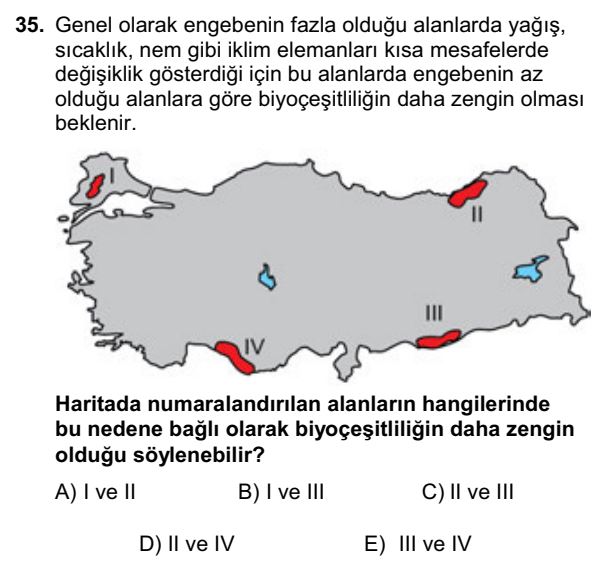 35. Genel olarak engebenin fazla olduğu alanlarda yağış,
sıcaklık, nem gibi iklim elemanları kısa mesafelerde
değişiklik gösterdiği için bu alanlarda engebenin az
olduğu alanlara göre biyoçeşitliliğin daha zengin olması
beklenir.
I
II
III
IV
Haritada numaralandırılan alanların hangilerinde
bu nedene bağlı olarak biyoçeşitliliğin daha zengin
olduğu söylenebilir?
A) I ve II B) I ve III C) II ve III
D) II ve IV E) III ve IV